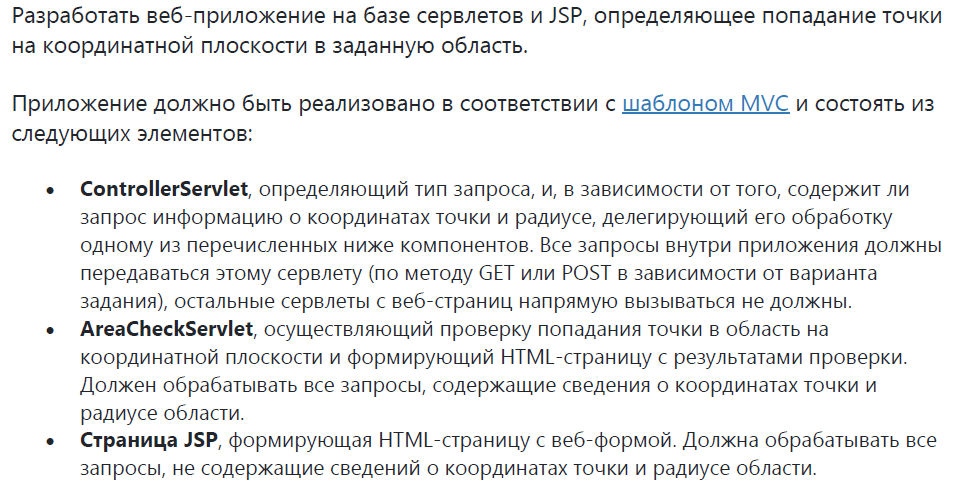 Разработать веб-приложение на базе сервлетов и JSP, определяющее попадание точки
на координатной плоскости в заданную область.
Приложение должно быть реализовано в соответствии с шаблоном MVC и состоять из
следующих элементов:
• ControllerServlet, определяющий тип запроса, и, в зависимости от того, содержит ли
запрос информацию о координатах точки и радиусе, делегирующий его обработку
одному из перечисленных ниже компонентов. Все запросы внутри приложения должны
передаваться этому сервлету (по методу GET или POST в зависимости от варианта
задания), остальные сервлеты с веб-страниц напрямую вызываться не должны.
• AreaCheckServlet, осуществляющий проверку попадания точки в область на
координатной плоскости и формирующий HTML-страницу с результатами проверки.
Должен обрабатывать все запросы, содержащие сведения о координатах точки и
радиусе области.
• Страница JSP, формирующая HTML-страницу с веб-формой. Должна обрабатывать все
запросы, не содержащие сведений о координатах точки и радиусе области.